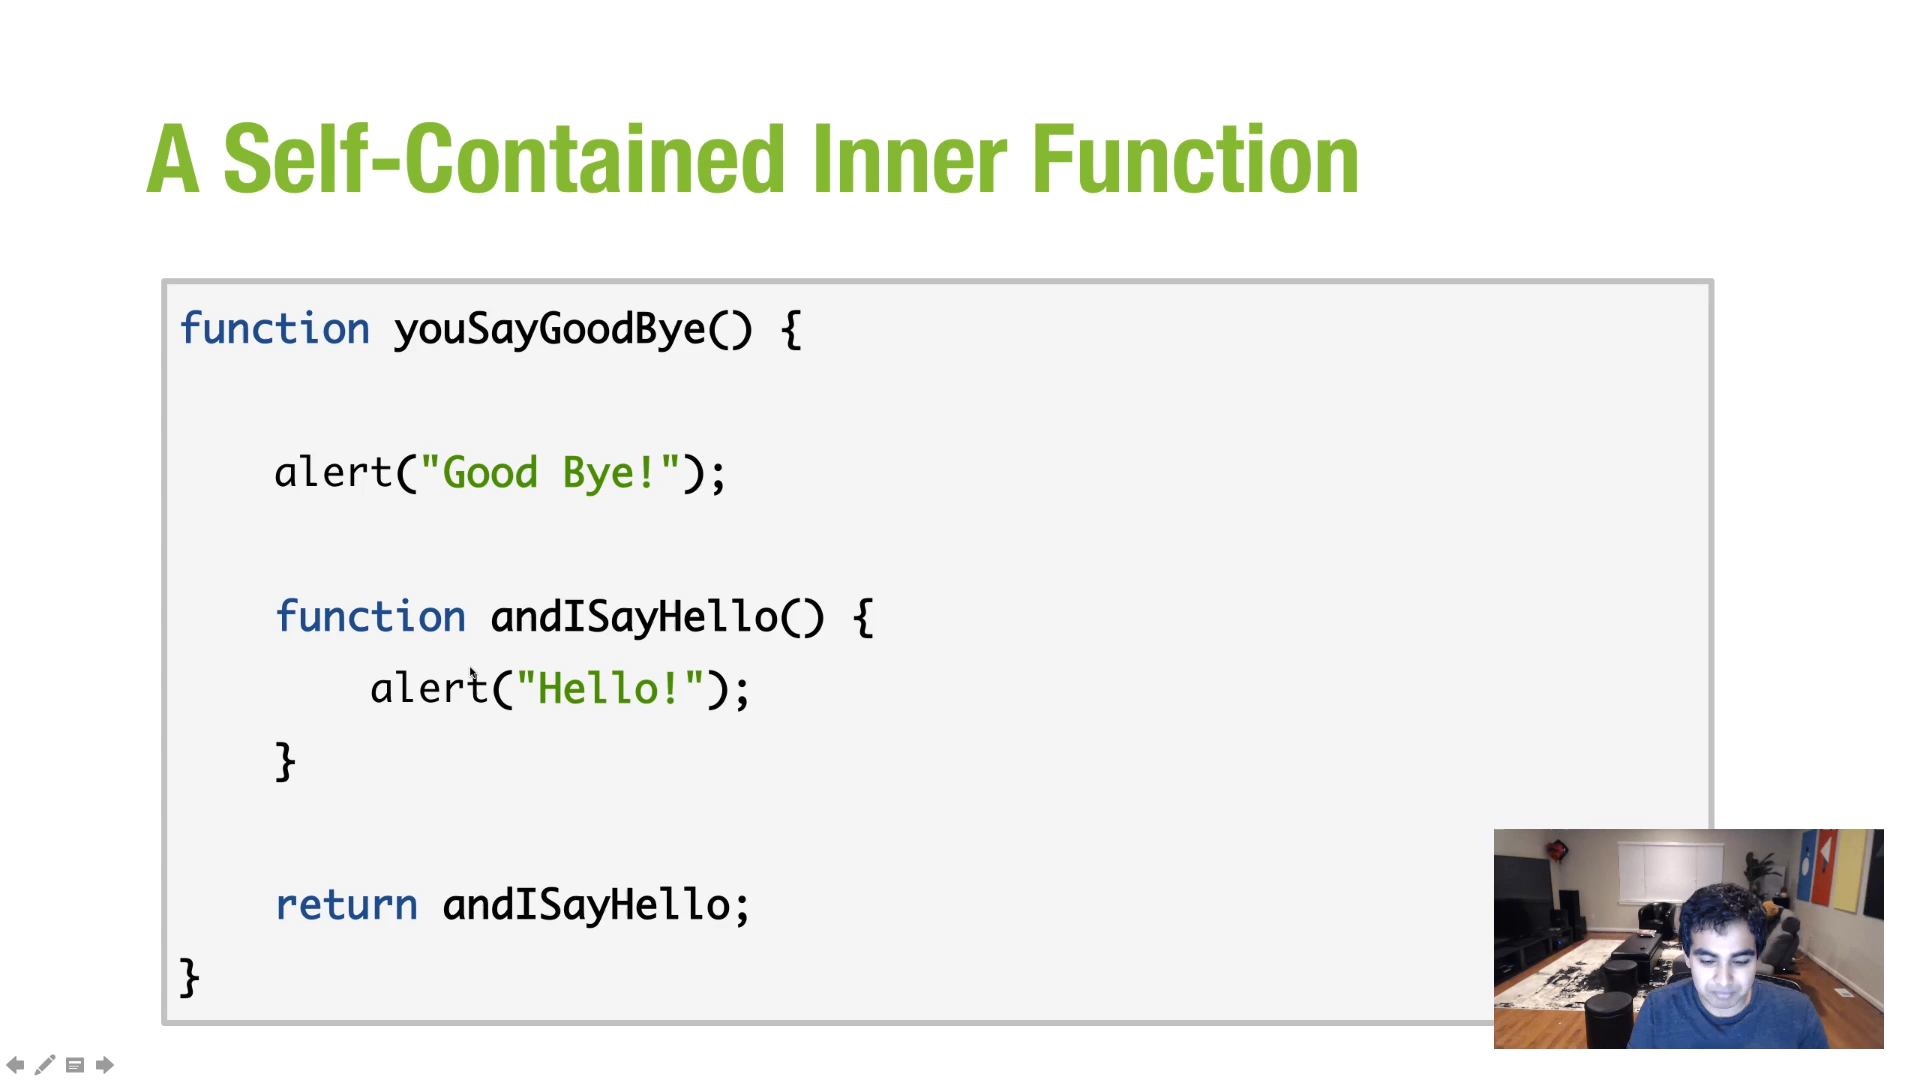 A Self-Contained Inner Function
function youSayGoodBye() {
alert("Good Bye!");
function andISayHello() {
alert("Hello!");
}
return andISayHello;
}